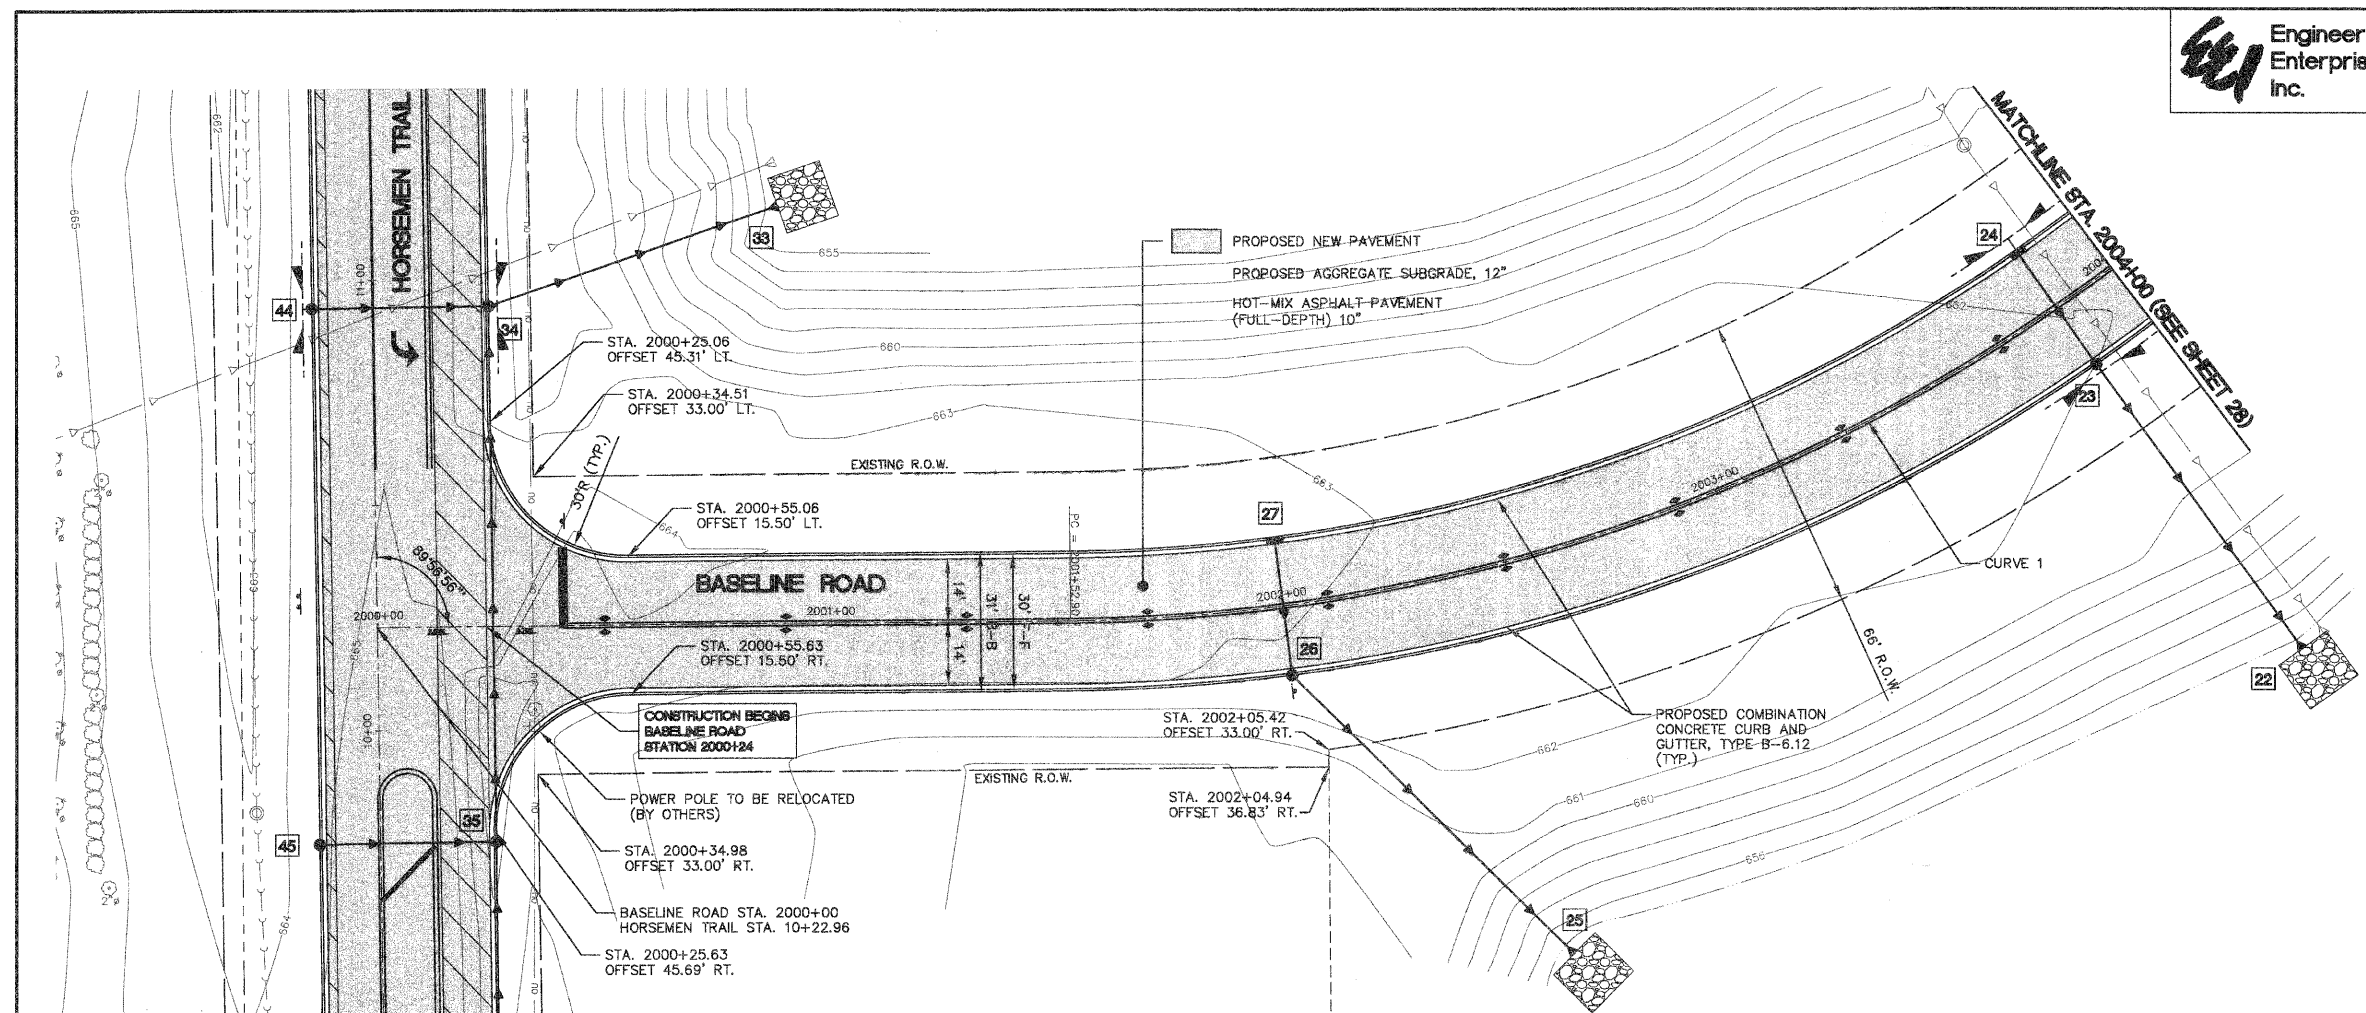 Engineer
Enterpris
Inc.
MATCHLINE STA. 2004+00 (SEE SHEET 28)
HORSEMEN TRAIL
11+00
662
665
33
655
PROPOSED NEW PAVEMENT
PROPOSED AGGREGATE SUBGRADE, 12"
HOT-MIX ASPHALT PAVEMENT
(FULL-DEPTH) 10"
24
662
44
34
STA. 2000+25.06
OFFSET 45.31' LT.
660
STA. 2000+34.51
OFFSET 33.00' LT.
663
23
EXISTING R.O.W.
30'R (TYP.)
663
2003+00
STA. 2000+55.06
OFFSET 15.50' LT.
664
27
PC = 2001+52.90
89°56'56"
BASELINE ROAD
14'
31' B-B
30' F-F
14'
CURVE 1
2000+00
2001+00
2002+00
STA. 2000+55.63
OFFSET 15.50' RT.
26
66' R.O.W.
22
CONSTRUCTION BEGINS
BASELINE ROAD
STATION 2000+24
10+00
STA. 2002+05.42
OFFSET 33.00' RT.
PROPOSED COMBINATION
CONCRETE CURB AND
GUTTER, TYPE B-6.12
(TYP.)
662
EXISTING R.O.W.
POWER POLE TO BE RELOCATED
(BY OTHERS)
STA. 2002+04.94
OFFSET 36.83' RT.
661
660
35
45
STA. 2000+34.98
OFFSET 33.00' RT.
BASELINE ROAD STA. 2000+00
HORSEMEN TRAIL STA. 10+22.96
664
25
STA. 2000+25.63
OFFSET 45.69' RT.